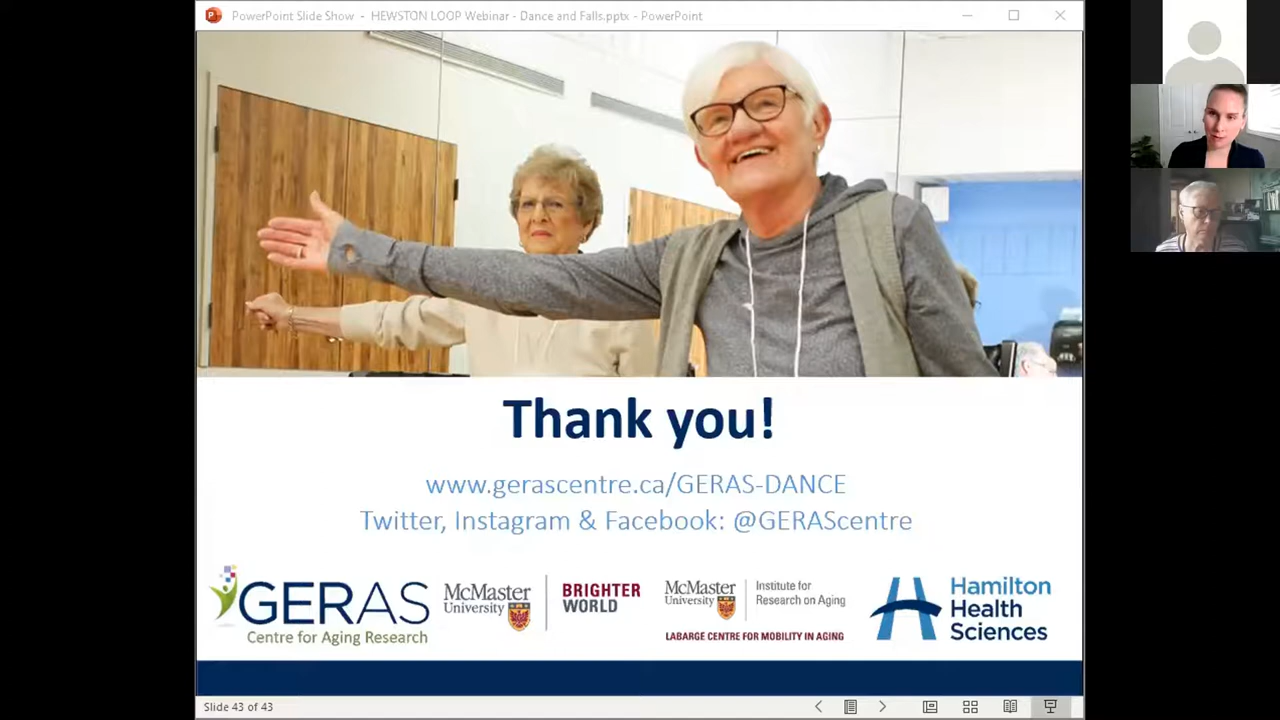 PowerPoint Slide Show - HEWSTON LOOP Webinar - Dance and Falls.pptx - PowerPoint
Thank you!
www.gerascentre.ca/GERAS-DANCE
Twitter, Instagram & Facebook: @GERAScentre
GERAS
Centre for Aging Research
McMaster
University
BRIGHTER
WORLD
McMaster
University
Institute for
Research on Aging
LABARGE CENTRE FOR MOBILITY IN AGING
Hamilton
Health
Sciences
Slide 43 of 43